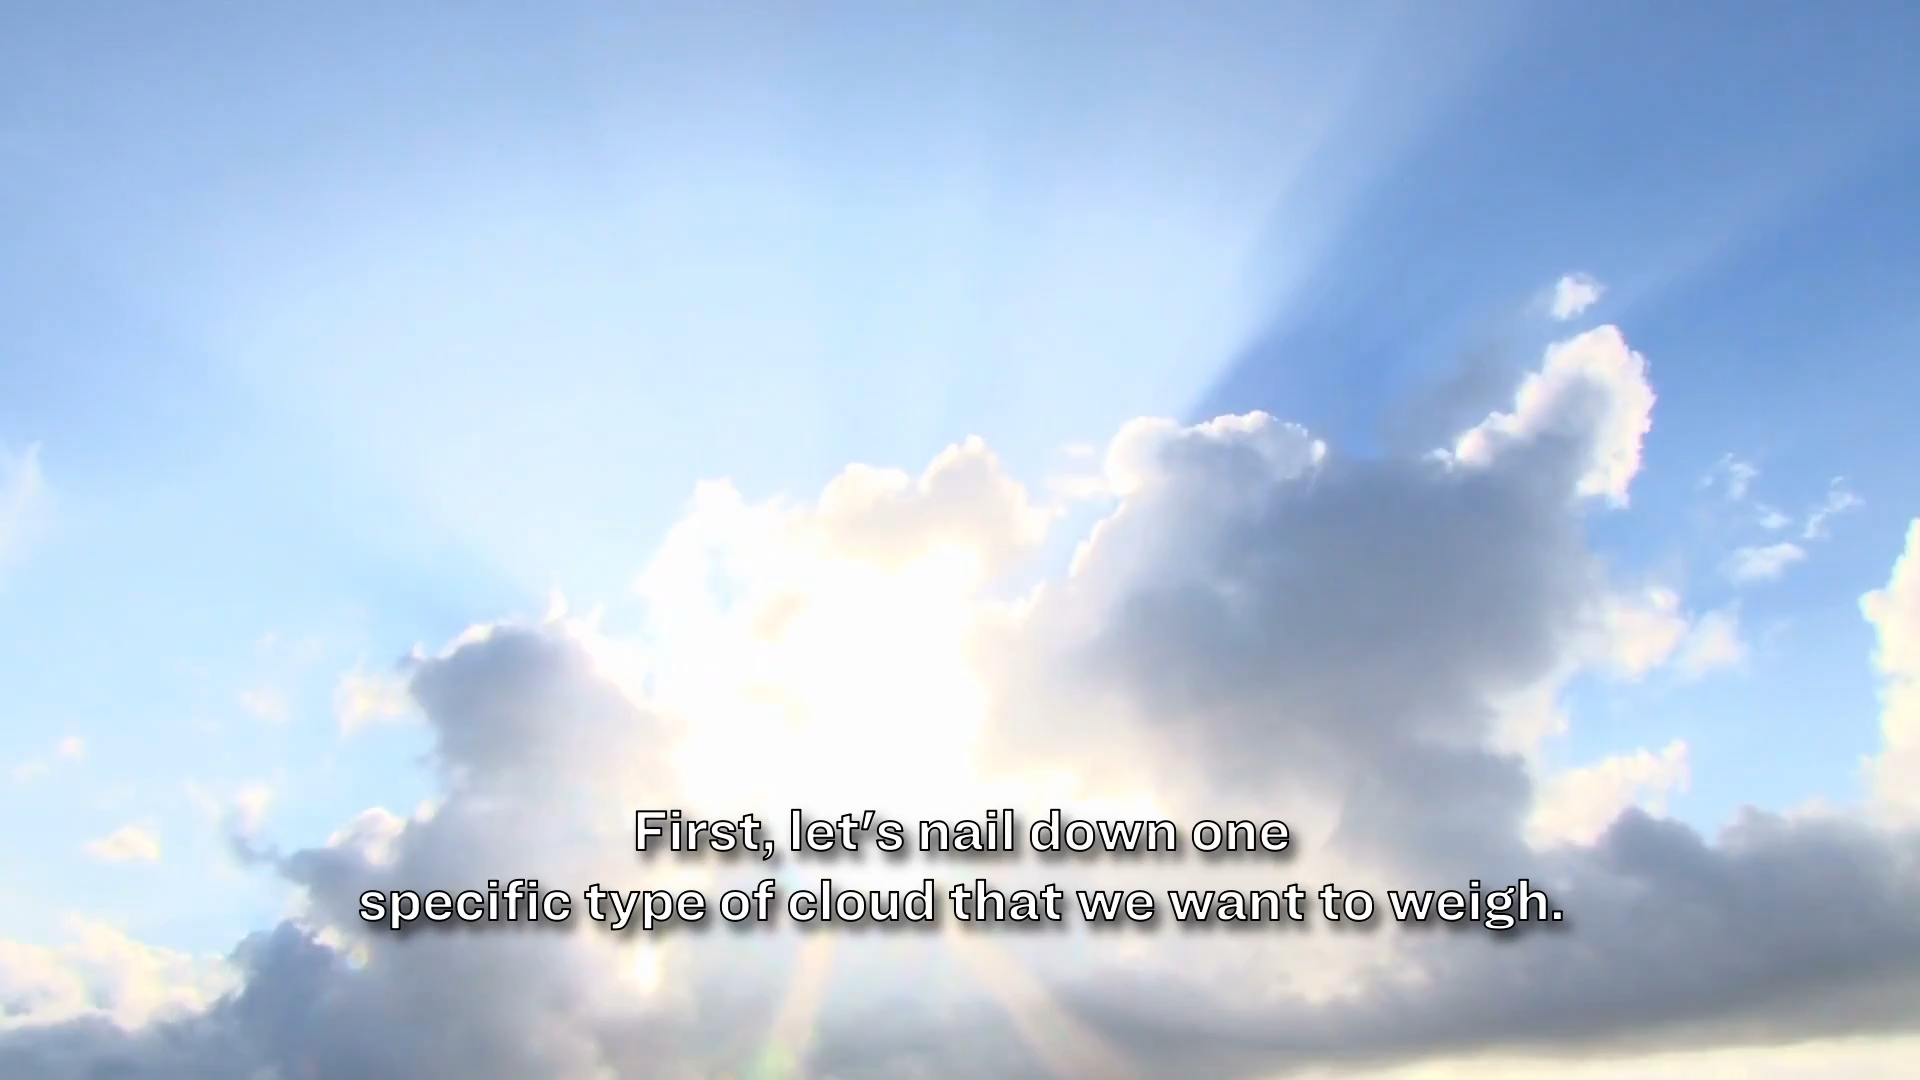 First, let's nail down one
specific type of cloud that we want to weigh.